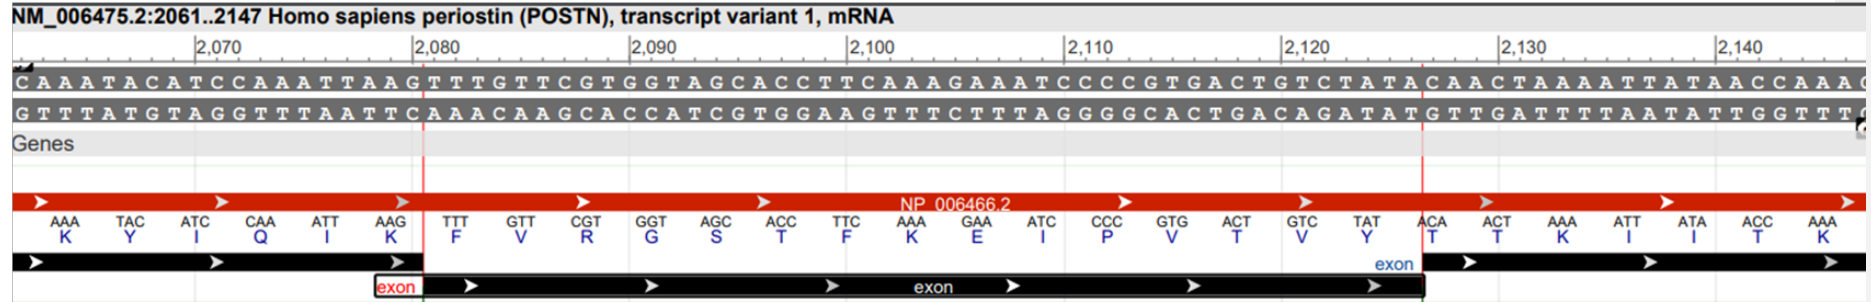 NM_006475.2:2061..2147 Homo sapiens periostin (POSTN), transcript variant 1, mRNA
2,070 2,080 2,090 2,100 2,110 2,120 2,130 2,140
CAAATACATCCAAATTAAGTTTGTTCGTGGTAGCACCTTCAAAGAAATCCCCGTGACTGTCTATACAACTAAAATTATAACCAAAG
GTTTATGTAGGTTTAATTCAAACAAGCACCATCGTGGAAGTTTCTTTAGGGGCACTGACAGATATGTTGATTTTAATATTGGTTTC
Genes
NP_006466.2
AAA TAC ATC CAA ATT AAG TTT GTT CGT GGT AGC ACC TTC AAA GAA ATC CCC GTG ACT GTC TAT ACA ACT AAA ATT ATA ACC AAA
K Y I Q I K F V R G S T F K E I P V T V Y T T K I I T K
exon
exon exon